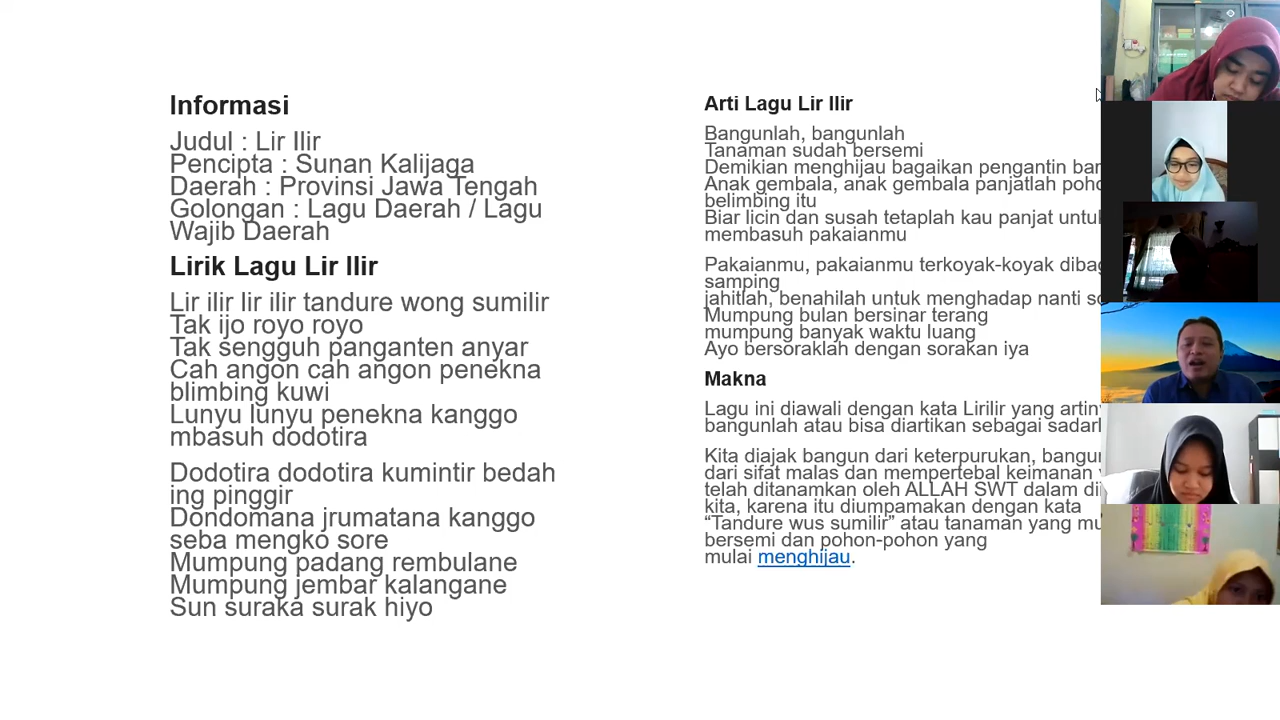 Informasi
Judul : Lir Ilir
Pencipta : Sunan Kalijaga
Daerah : Provinsi Jawa Tengah
Golongan : Lagu Daerah / Lagu
Wajib Daerah
Lirik Lagu Lir Ilir
Lir ilir lir ilir tandure wong sumilir
Tak ijo royo royo
Tak sengguh panganten anyar
Cah angon cah angon penekna
blimbing kuwi
Lunyu lunyu penekna kanggo
mbasuh dodotira
Dodotira dodotira kumintir bedah
ing pinggir
Dondomana jrumatana kanggo
seba mengko sore
Mumpung padang rembulane
Mumpung jembar kalangane
Sun suraka surak hiyo
Arti Lagu Lir Ilir
Bangunlah, bangunlah
Tanaman sudah bersemi
Demikian menghijau bagaikan pengantin
Anak gembala, anak gembala panjatlah
belimbing itu
Biar licin dan susah tetaplah kau panjat
membasuh pakaianmu
Pakaianmu, pakaianmu terkoyak-koyak
samping
jahitlah, benahilah untuk menghadap nanti
Mumpung bulan bersinar terang
mumpung banyak waktu luang
Ayo bersoraklah dengan sorakan iya
Makna
Lagu ini diawali dengan kata Lirilir yang
bangunlah atau bisa diartikan sebagai
Kita diajak bangun dari keterpurukan,
dari sifat malas dan mempertebal keimanan
telah ditanamkan oleh ALLAH SWT dalam
kita, karena itu diumpamakan dengan kata
“Tandure wus sumilir” atau tanaman yang
bersemi dan pohon-pohon yang
mulai menghijau.